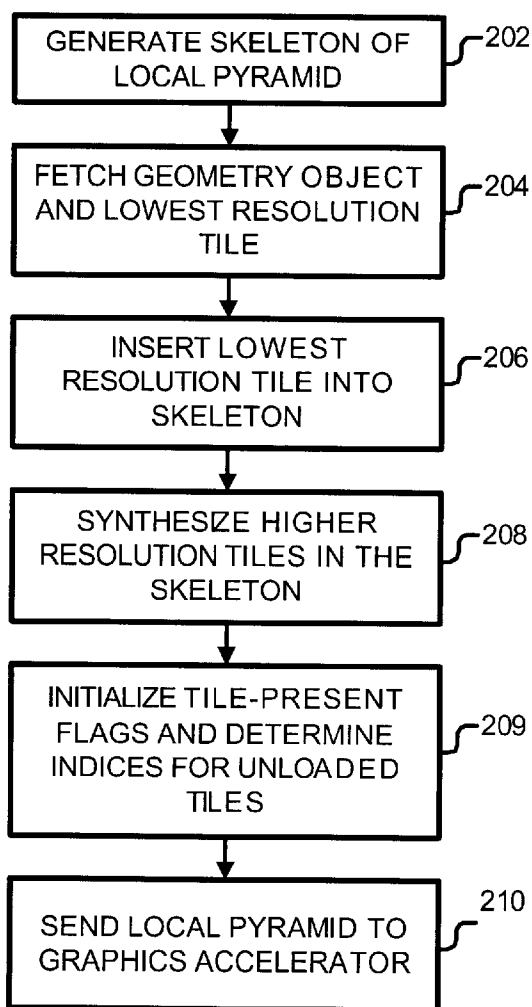 GENERATE SKELETON OF
LOCAL PYRAMID
202
FETCH GEOMETRY OBJECT
AND LOWEST RESOLUTION
TILE
204
INSERT LOWEST
RESOLUTION TILE INTO
SKELETON
206
SYNTHESIZE HIGHER
RESOLUTION TILES IN THE
SKELETON
208
INITIALIZE TILE-PRESENT
FLAGS AND DETERMINE
INDICES FOR UNLOADED
TILES
209
SEND LOCAL PYRAMID TO
GRAPHICS ACCELERATOR
210